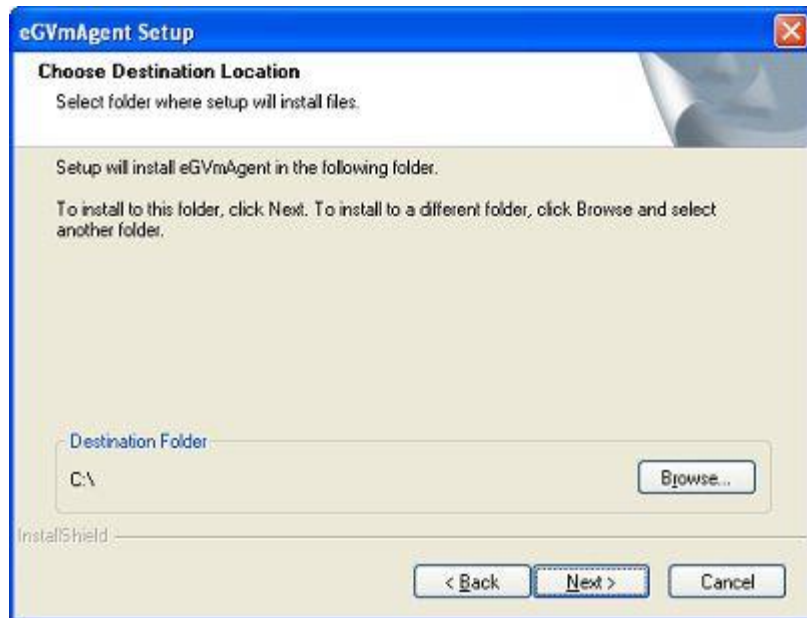 eGVmAgent Setup
Choose Destination Location
Select folder where setup will install files.
Setup will install eGVmAgent in the following folder.
To install to this folder, click Next. To install to a different folder, click Browse and select
another folder.
Destination Folder
C:\
Browse...
InstallShield
< Back
Next >
Cancel